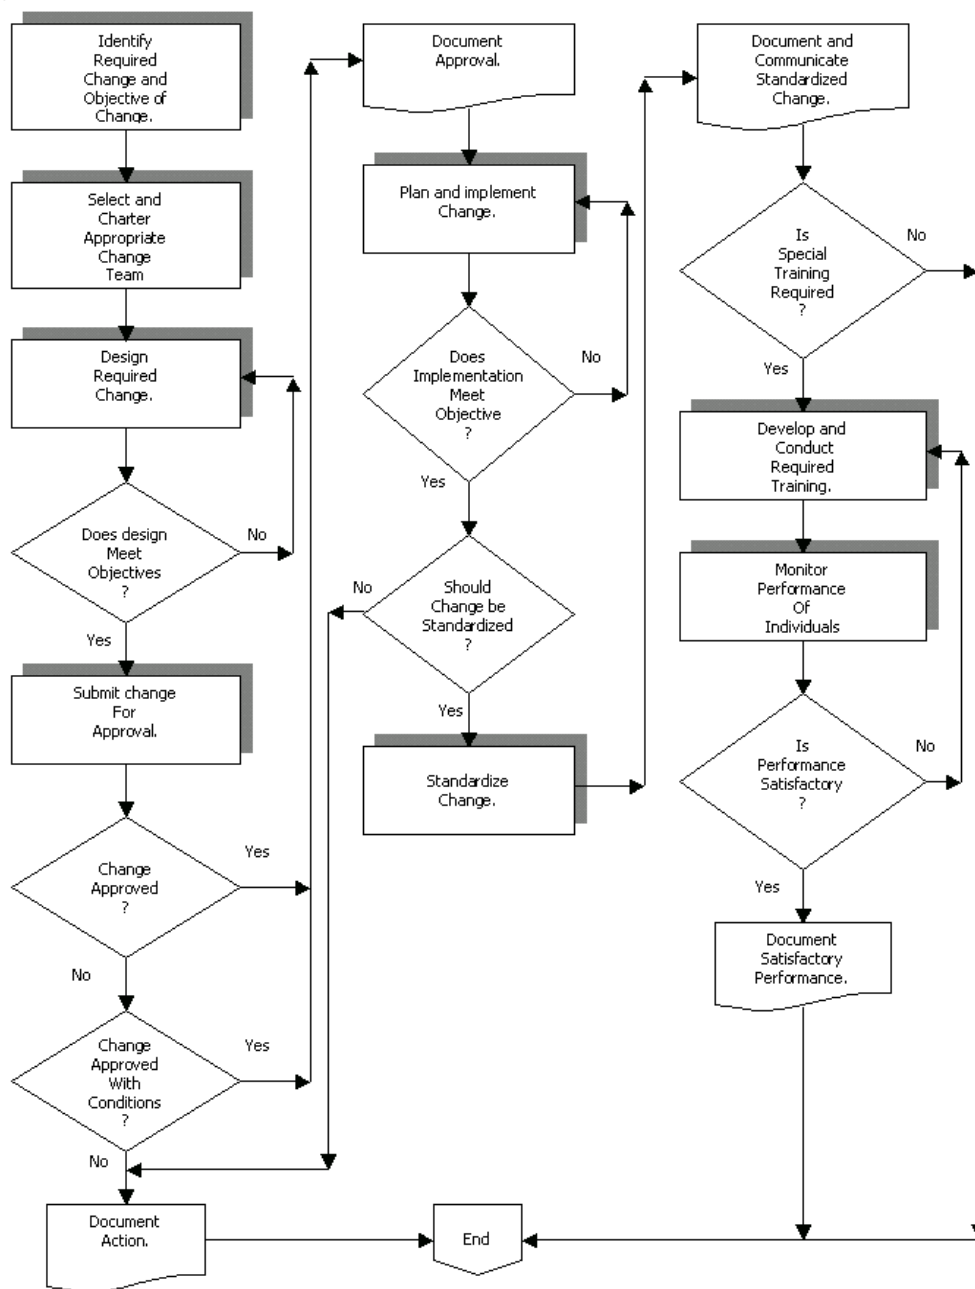 Identify
Required
Change and
Objective of
Change.
Select and
Charter
Appropriate
Change
Team
Design
Required
Change.
Does design
Meet
Objectives
?
No
Yes
Submit change
For
Approval.
Change
Approved
?
Yes
No
Change
Approved
With
Conditions
?
Yes
No
Document
Action.
Document
Approval.
Plan and implement
Change.
Does
Implementation
Meet
Objective
?
No
Yes
Should
Change be
Standardized
?
No
Yes
Standardize
Change.
End
Document and
Communicate
Standardized
Change.
Is
Special
Training
Required
?
No
Yes
Develop and
Conduct
Required
Training.
Monitor
Performance
Of
Individuals
Is
Performance
Satisfactory
?
No
Yes
Document
Satisfactory
Performance.